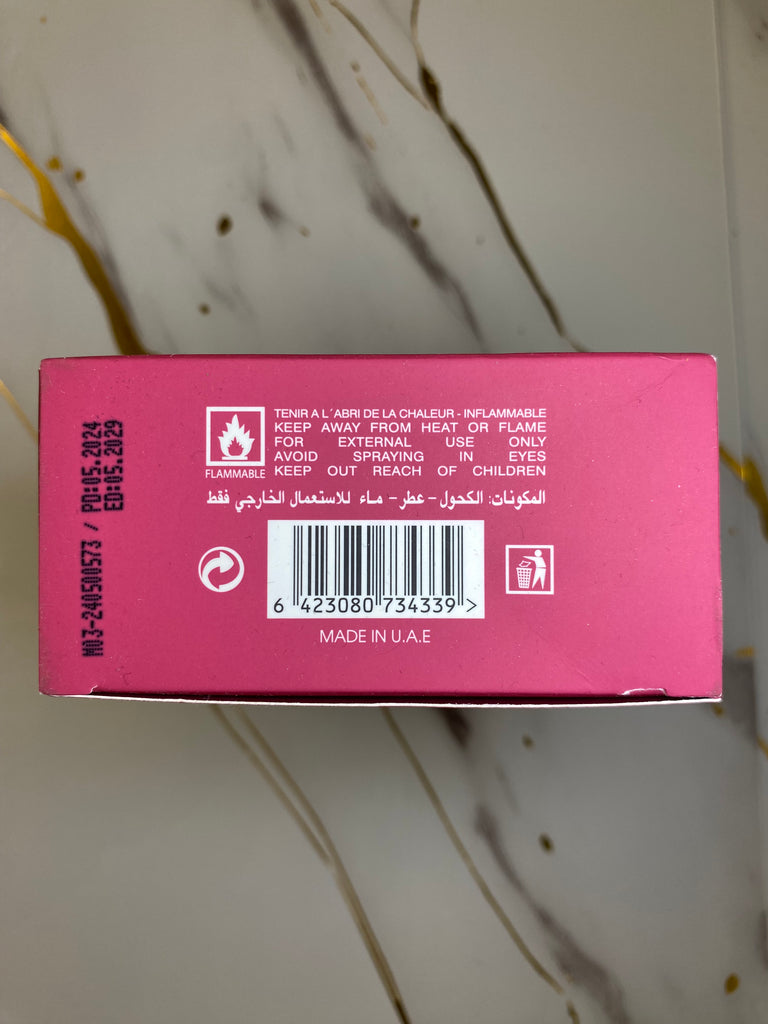 TENIR A L´ABRI DE LA CHALEUR - INFLAMMABLE
KEEP AWAY FROM HEAT OR FLAME
FOR EXTERNAL USE ONLY
AVOID SPRAYING IN EYES
KEEP OUT REACH OF CHILDREN
FLAMMABLE
المكونات: الكحول - عطر - ماء للاستعمال الخارجي فقط
6 423080 734339 >
MADE IN U.A.E
M03-240500573 / PD:05.2024
ED:05.2029